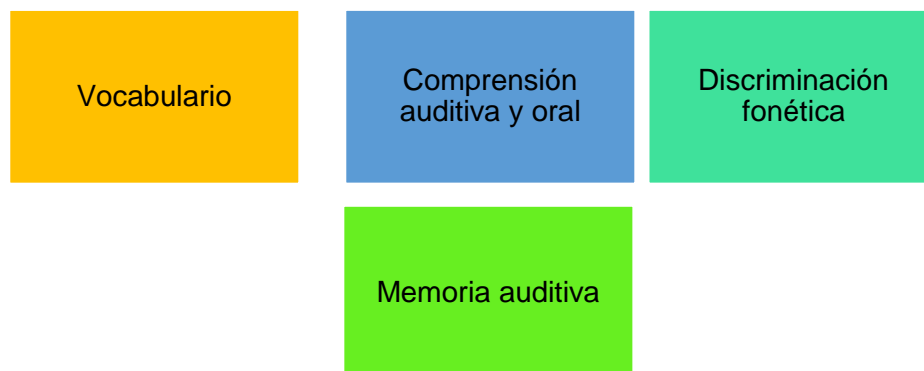 Vocabulario
Comprensión
auditiva y oral
Discriminación
fonética
Memoria auditiva